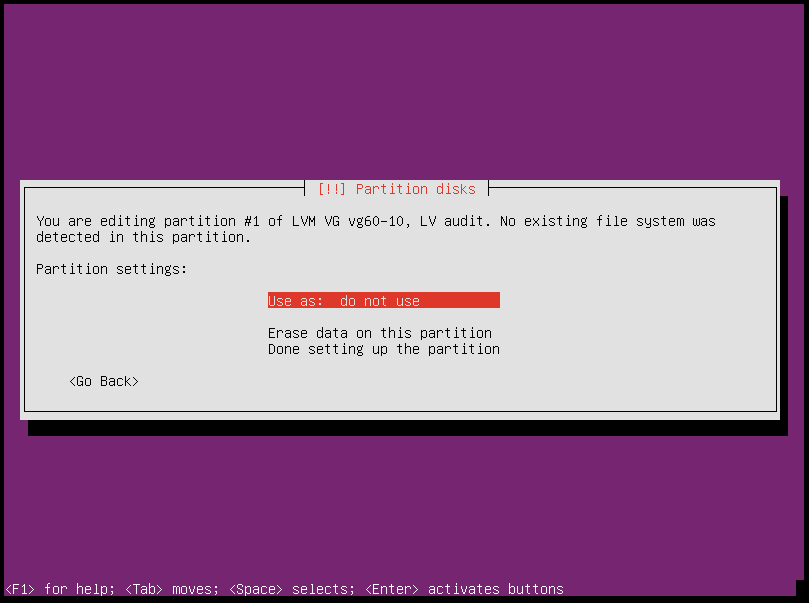 [!!] Partition disks
You are editing partition #1 of LVM VG vg60-10, LV audit. No existing file system was
detected in this partition.
Partition settings:
Use as: do not use
Erase data on this partition
Done setting up the partition
<Go Back>
<F1> for help; <Tab> moves; <Space> selects; <Enter> activates buttons